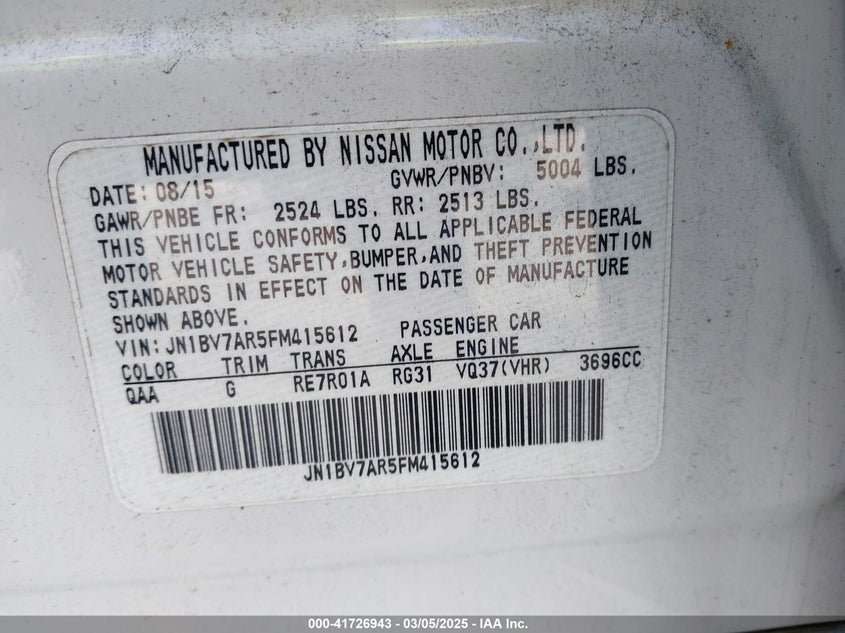 MANUFACTURED BY NISSAN MOTOR CO.,LTD.
DATE: 08/15 GVWR/PNBV: 5004 LBS.
GAWR/PNBE FR: 2524 LBS. RR: 2513 LBS.
THIS VEHICLE CONFORMS TO ALL APPLICABLE FEDERAL
MOTOR VEHICLE SAFETY,BUMPER,AND THEFT PREVENTION
STANDARDS IN EFFECT ON THE DATE OF MANUFACTURE
SHOWN ABOVE.
VIN: JN1BV7AR5FM415612 PASSENGER CAR
COLOR TRIM TRANS AXLE ENGINE
QAA G RE7R01A RG31 VQ37(VHR) 3696CC
JN1BV7AR5FM415612
000-41726943 - 03/05/2025 - © IAA Inc.